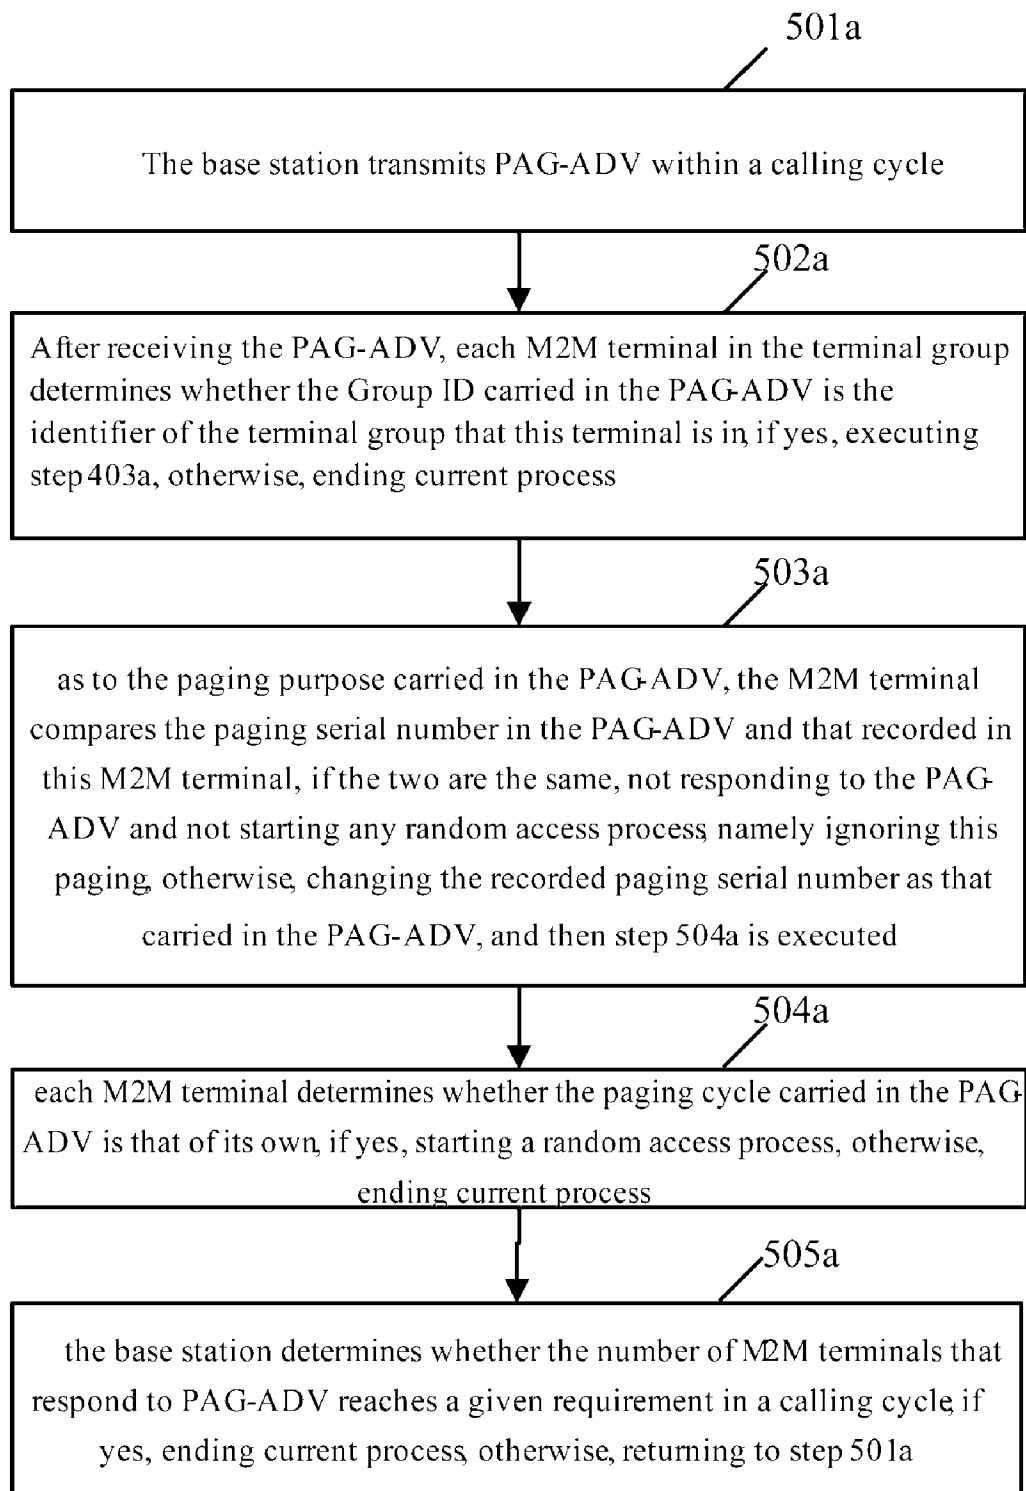 501a
The base station transmits PAG-ADV within a calling cycle
502a
After receiving the PAG-ADV, each M2M terminal in the terminal group
determines whether the Group ID carried in the PAG-ADV is the
identifier of the terminal group that this terminal is in, if yes, executing
step 403a, otherwise, ending current process
503a
as to the paging purpose carried in the PAG-ADV, the M2M terminal
compares the paging serial number in the PAG-ADV and that recorded in
this M2M terminal, if the two are the same, not responding to the PAG-
ADV and not starting any random access process, namely ignoring this
paging, otherwise, changing the recorded paging serial number as that
carried in the PAG-ADV, and then step 504a is executed
504a
each M2M terminal determines whether the paging cycle carried in the PAG-
ADV is that of its own, if yes, starting a random access process, otherwise,
ending current process
505a
the base station determines whether the number of M2M terminals that
respond to PAG-ADV reaches a given requirement in a calling cycle, if
yes, ending current process, otherwise, returning to step 501a